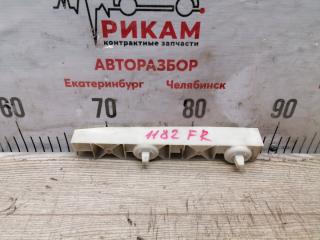 РИКАМ
контрактные запчасти
АВТОРАЗБОР
Екатеринбург Челябинск
60 70 80 90
1182 FR